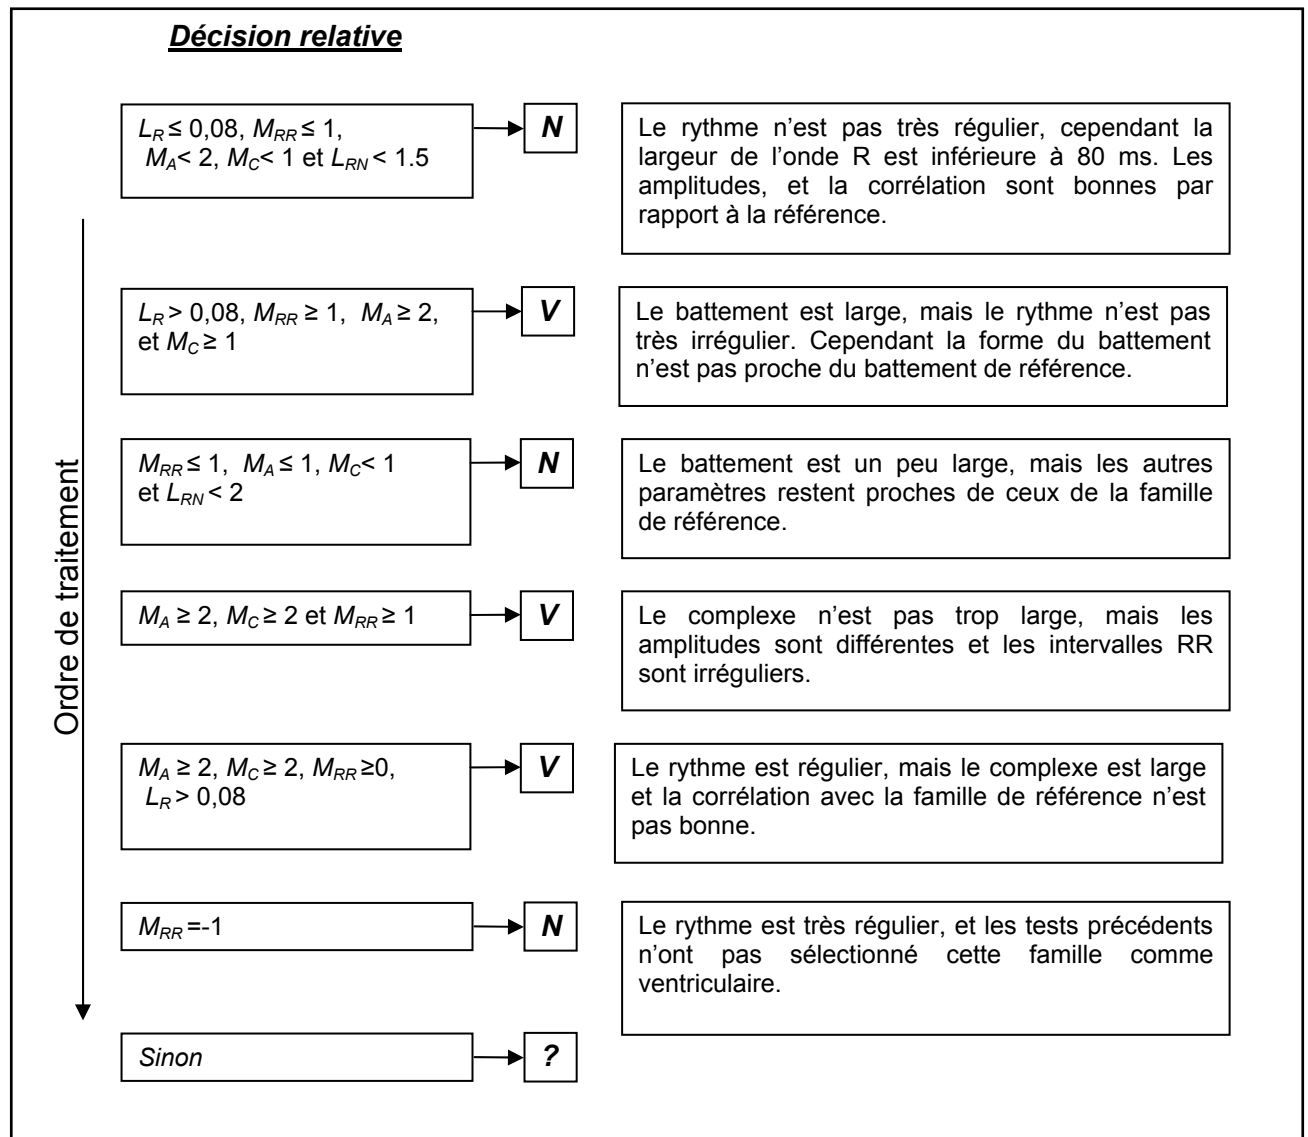 Décision relative
L_R ≤ 0,08, M_RR ≤ 1,
M_A < 2, M_C < 1 et L_RN < 1.5
N
Le rythme n'est pas très régulier, cependant la
largeur de l'onde R est inférieure à 80 ms. Les
amplitudes, et la corrélation sont bonnes par
rapport à la référence.
L_R > 0,08, M_RR ≥ 1, M_A ≥ 2,
et M_C ≥ 1
V
Le battement est large, mais le rythme n'est pas
très irrégulier. Cependant la forme du battement
n'est pas proche du battement de référence.
M_RR ≤ 1, M_A ≤ 1, M_C < 1
et L_RN < 2
N
Le battement est un peu large, mais les autres
paramètres restent proches de ceux de la famille
de référence.
Ordre de traitement
M_A ≥ 2, M_C ≥ 2 et M_RR ≥ 1
V
Le complexe n'est pas trop large, mais les
amplitudes sont différentes et les intervalles RR
sont irréguliers.
M_A ≥ 2, M_C ≥ 2, M_RR ≥0,
L_R > 0,08
V
Le rythme est régulier, mais le complexe est large
et la corrélation avec la famille de référence n'est
pas bonne.
M_RR =-1
N
Le rythme est très régulier, et les tests précédents
n'ont pas sélectionné cette famille comme
ventriculaire.
Sinon
?